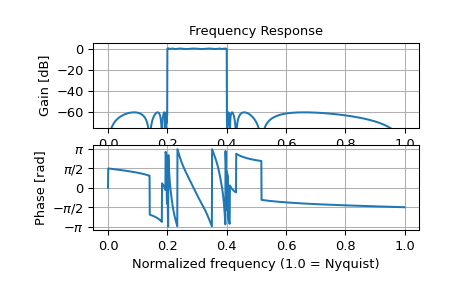 Frequency Response
Gain [dB]
0
−20
−40
−60
0.0 0.2 0.4 0.6 0.8 1.0
Phase [rad]
π
π/2
0
−π/2
−π
0.0 0.2 0.4 0.6 0.8 1.0
Normalized frequency (1.0 = Nyquist)